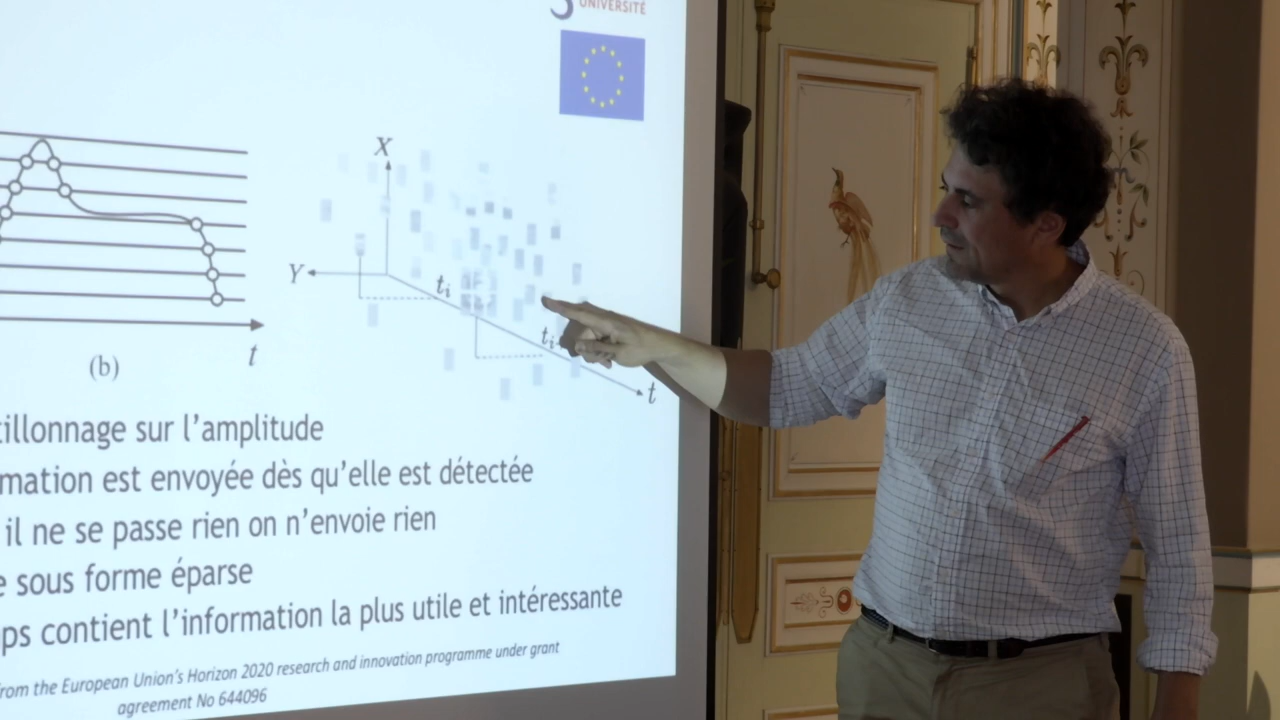 UNIVERSITÉ
X
Y
t_i
t_i
t
t
(b)
tillonnage sur l'amplitude
mation est envoyée dès qu'elle est détectée
il ne se passe rien on n'envoie rien
e sous forme éparse
ps contient l'information la plus utile et intéressante
from the European Union's Horizon 2020 research and innovation programme under grant
agreement No 644096